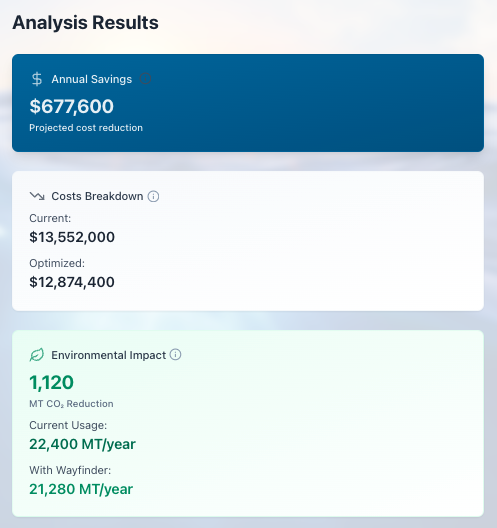 Analysis Results
Annual Savings
$677,600
Projected cost reduction
Costs Breakdown
Current:
$13,552,000
Optimized:
$12,874,400
Environmental Impact
1,120
MT CO₂ Reduction
Current Usage:
22,400 MT/year
With Wayfinder:
21,280 MT/year